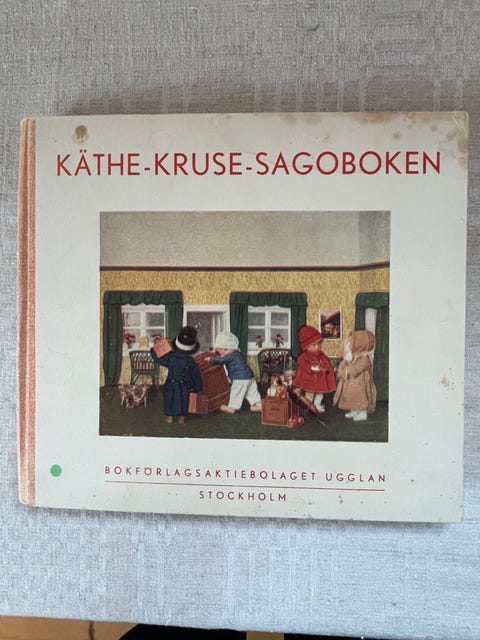 KÄTHE-KRUSE-SAGOBOKEN
BOKFÖRLAGSAKTIEBOLAGET UGGLAN
STOCKHOLM